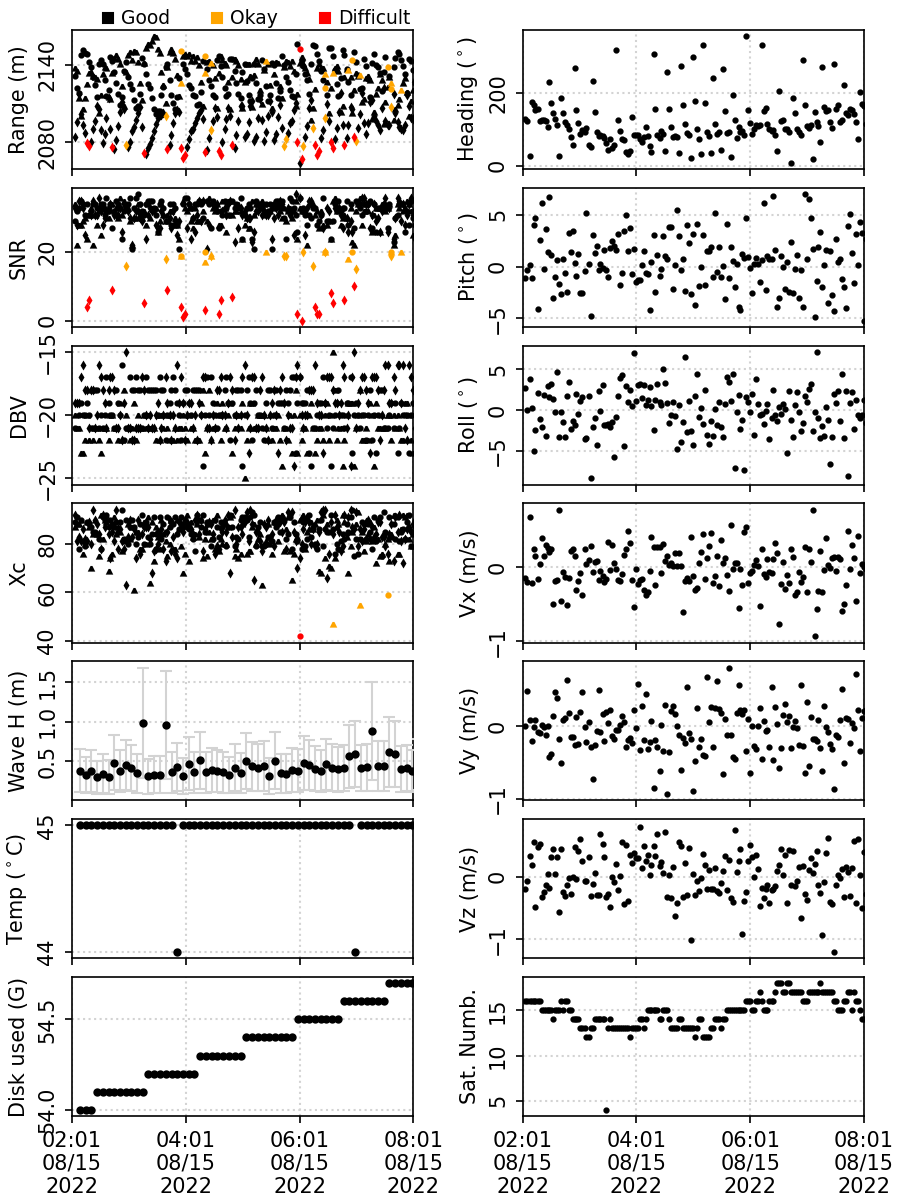 Good Okay Difficult
Range (m)
2140
2080
Heading (°)
200
0
SNR
20
0
Pitch (°)
5
0
−5
DBV
−15
−20
−25
Roll (°)
5
0
−5
Xc
80
60
40
Vx (m/s)
0
−1
Wave H (m)
1.5
1.0
0.5
Vy (m/s)
0
−1
Temp (°C)
45
44
Vz (m/s)
0
−1
Disk used (G)
54.5
54.0
Sat. Numb.
15
10
5
02:01 04:01 06:01 08:01
08/15 08/15 08/15 08/15
2022 2022 2022 2022
02:01 04:01 06:01 08:01
08/15 08/15 08/15 08/15
2022 2022 2022 2022